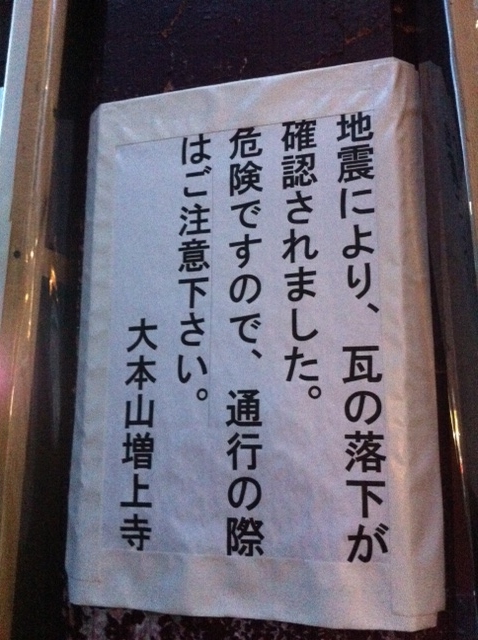 地震により、瓦の落下が
確認されました。
危険ですので、通行の際
はご注意下さい。
大本山増上寺